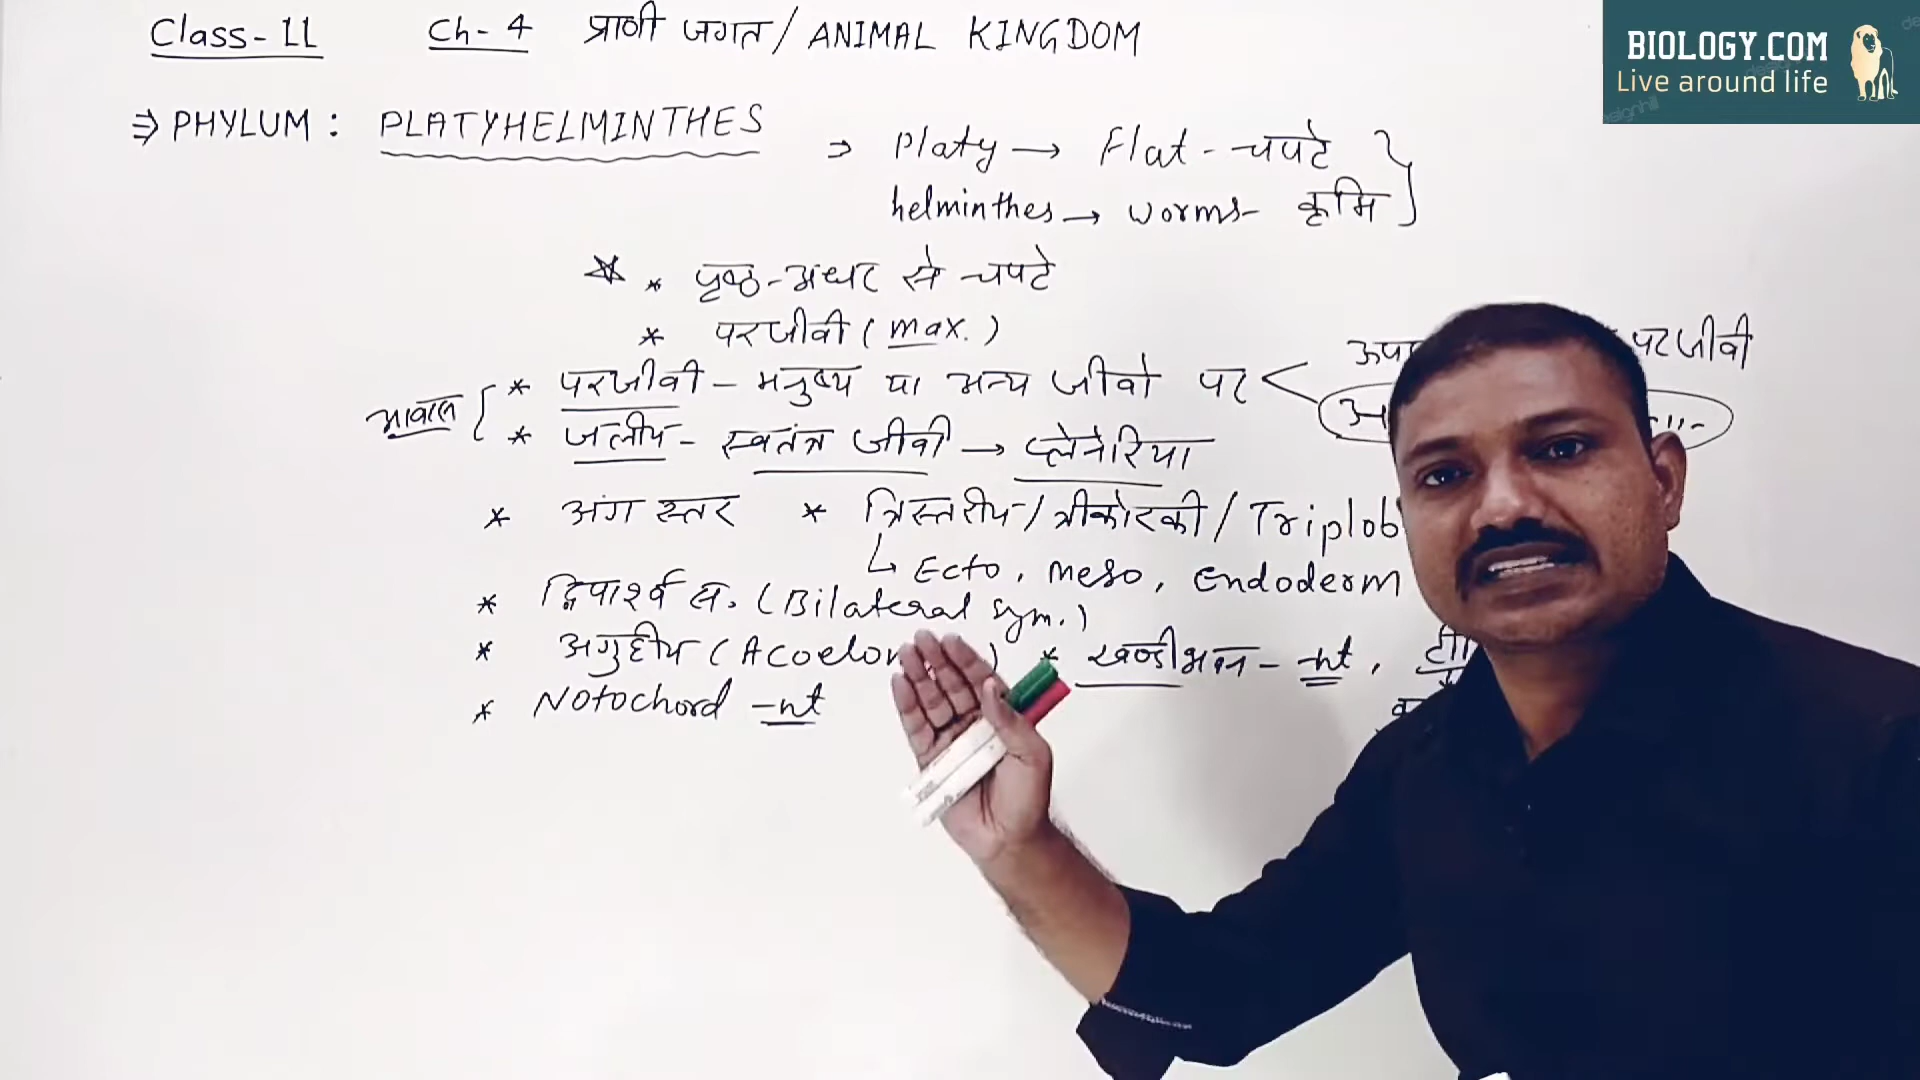 Class-11 Ch-4 प्राणी जगत/ ANIMAL KINGDOM
BIOLOGY.COM
Live around life
⇒ PHYLUM : PLATYHELMINTHES
⇒ Platy → Flat - चपटे
helminthes → worms - कृमि
* पृष्ठ-अधर से चपटे
* परजीवी (max.)
* परजीवी - मनुष्य या अन्य जीवो पर
परजीवी
आवास
* जलीय - स्वतंत्र जीवी → प्लेनेरिया
* अंग स्तर * त्रिस्तरीय/त्रीकोरकी/Triplob
↳ Ecto, Meso, Endoderm
* द्विपार्श्व स. (Bilateral Sym.)
* अगुहीय (Acoelo * खण्डीभवन - -nt,
* Notochord -nt